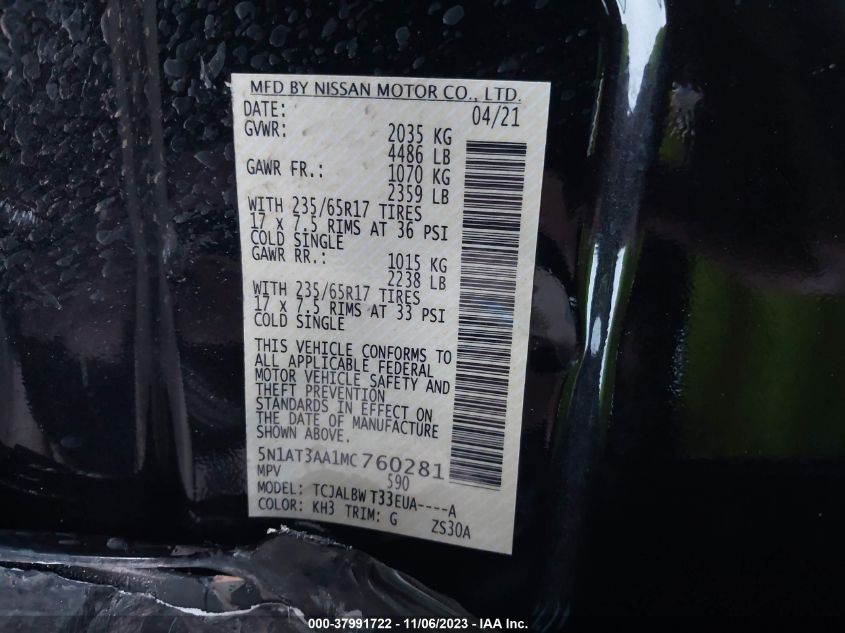 MFD BY NISSAN MOTOR CO., LTD.
DATE: 04/21
GVWR: 2035 KG
4486 LB
GAWR FR.: 1070 KG
2359 LB
WITH 235/65R17 TIRES
17 x 7.5 RIMS AT 36 PSI
COLD SINGLE
GAWR RR.: 1015 KG
2238 LB
WITH 235/65R17 TIRES
17 x 7.5 RIMS AT 33 PSI
COLD SINGLE
THIS VEHICLE CONFORMS TO
ALL APPLICABLE FEDERAL
MOTOR VEHICLE SAFETY AND
THEFT PREVENTION
STANDARDS IN EFFECT ON
THE DATE OF MANUFACTURE
SHOWN ABOVE.
5N1AT3AA1MC760281
MPV 590
MODEL: TCJALBW T33EUA----A
COLOR: KH3 TRIM: G ZS30A
000-37991722 - 11/06/2023 - IAA Inc.